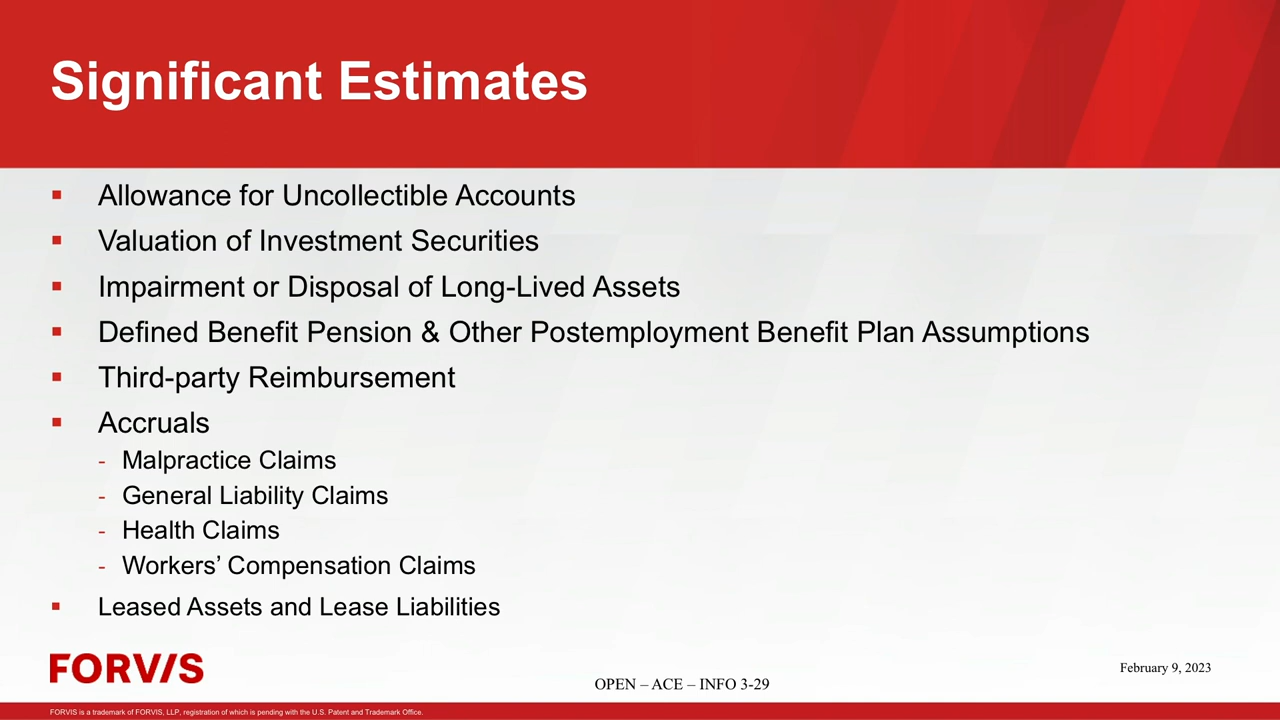 Significant Estimates
▪ Allowance for Uncollectible Accounts
▪ Valuation of Investment Securities
▪ Impairment or Disposal of Long-Lived Assets
▪ Defined Benefit Pension & Other Postemployment Benefit Plan Assumptions
▪ Third-party Reimbursement
▪ Accruals
- Malpractice Claims
- General Liability Claims
- Health Claims
- Workers’ Compensation Claims
▪ Leased Assets and Lease Liabilities
FORVIS
February 9, 2023
OPEN – ACE – INFO 3-29
FORVIS is a trademark of FORVIS, LLP, registration of which is pending with the U.S. Patent and Trademark Office.